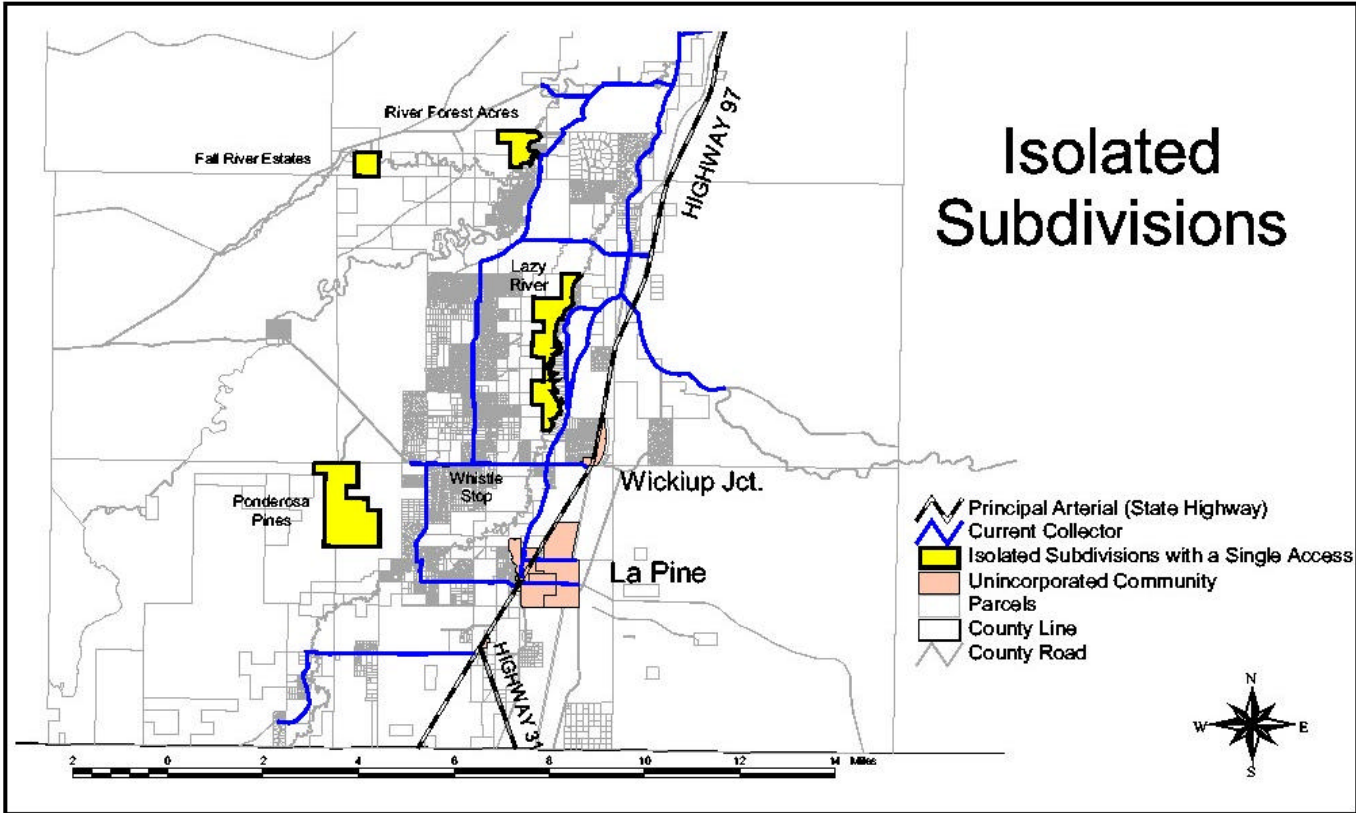 Isolated
Subdivisions
River Forest Acres
Fall River Estates
HIGHWAY 97
Lazy
River
Whistle
Stop
Wickiup Jct.
Ponderosa
Pines
La Pine
HIGHWAY 31
Principal Arterial (State Highway)
Current Collector
Isolated Subdivisions with a Single Access
Unincorporated Community
Parcels
County Line
County Road
N
W E
S
2 0 2 4 6 8 10 12 14 Miles